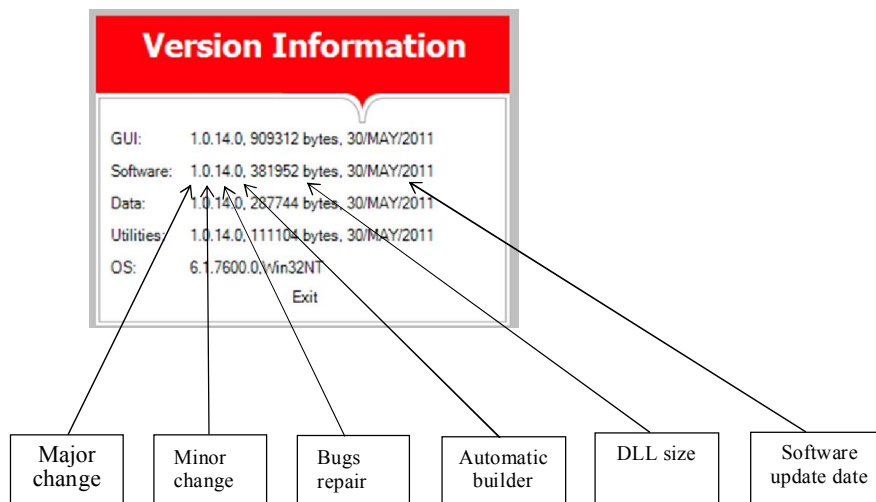 Version Information
GUI: 1.0.14.0, 909312 bytes, 30/MAY/2011
Software: 1.0.14.0, 381952 bytes, 30/MAY/2011
Data: 1.0.14.0, 287744 bytes, 30/MAY/2011
Utilities: 1.0.14.0, 111104 bytes, 30/MAY/2011
OS: 6.1.7600.0,Win32NT
Exit
Major
change
Minor
change
Bugs
repair
Automatic
builder
DLL size
Software
update date